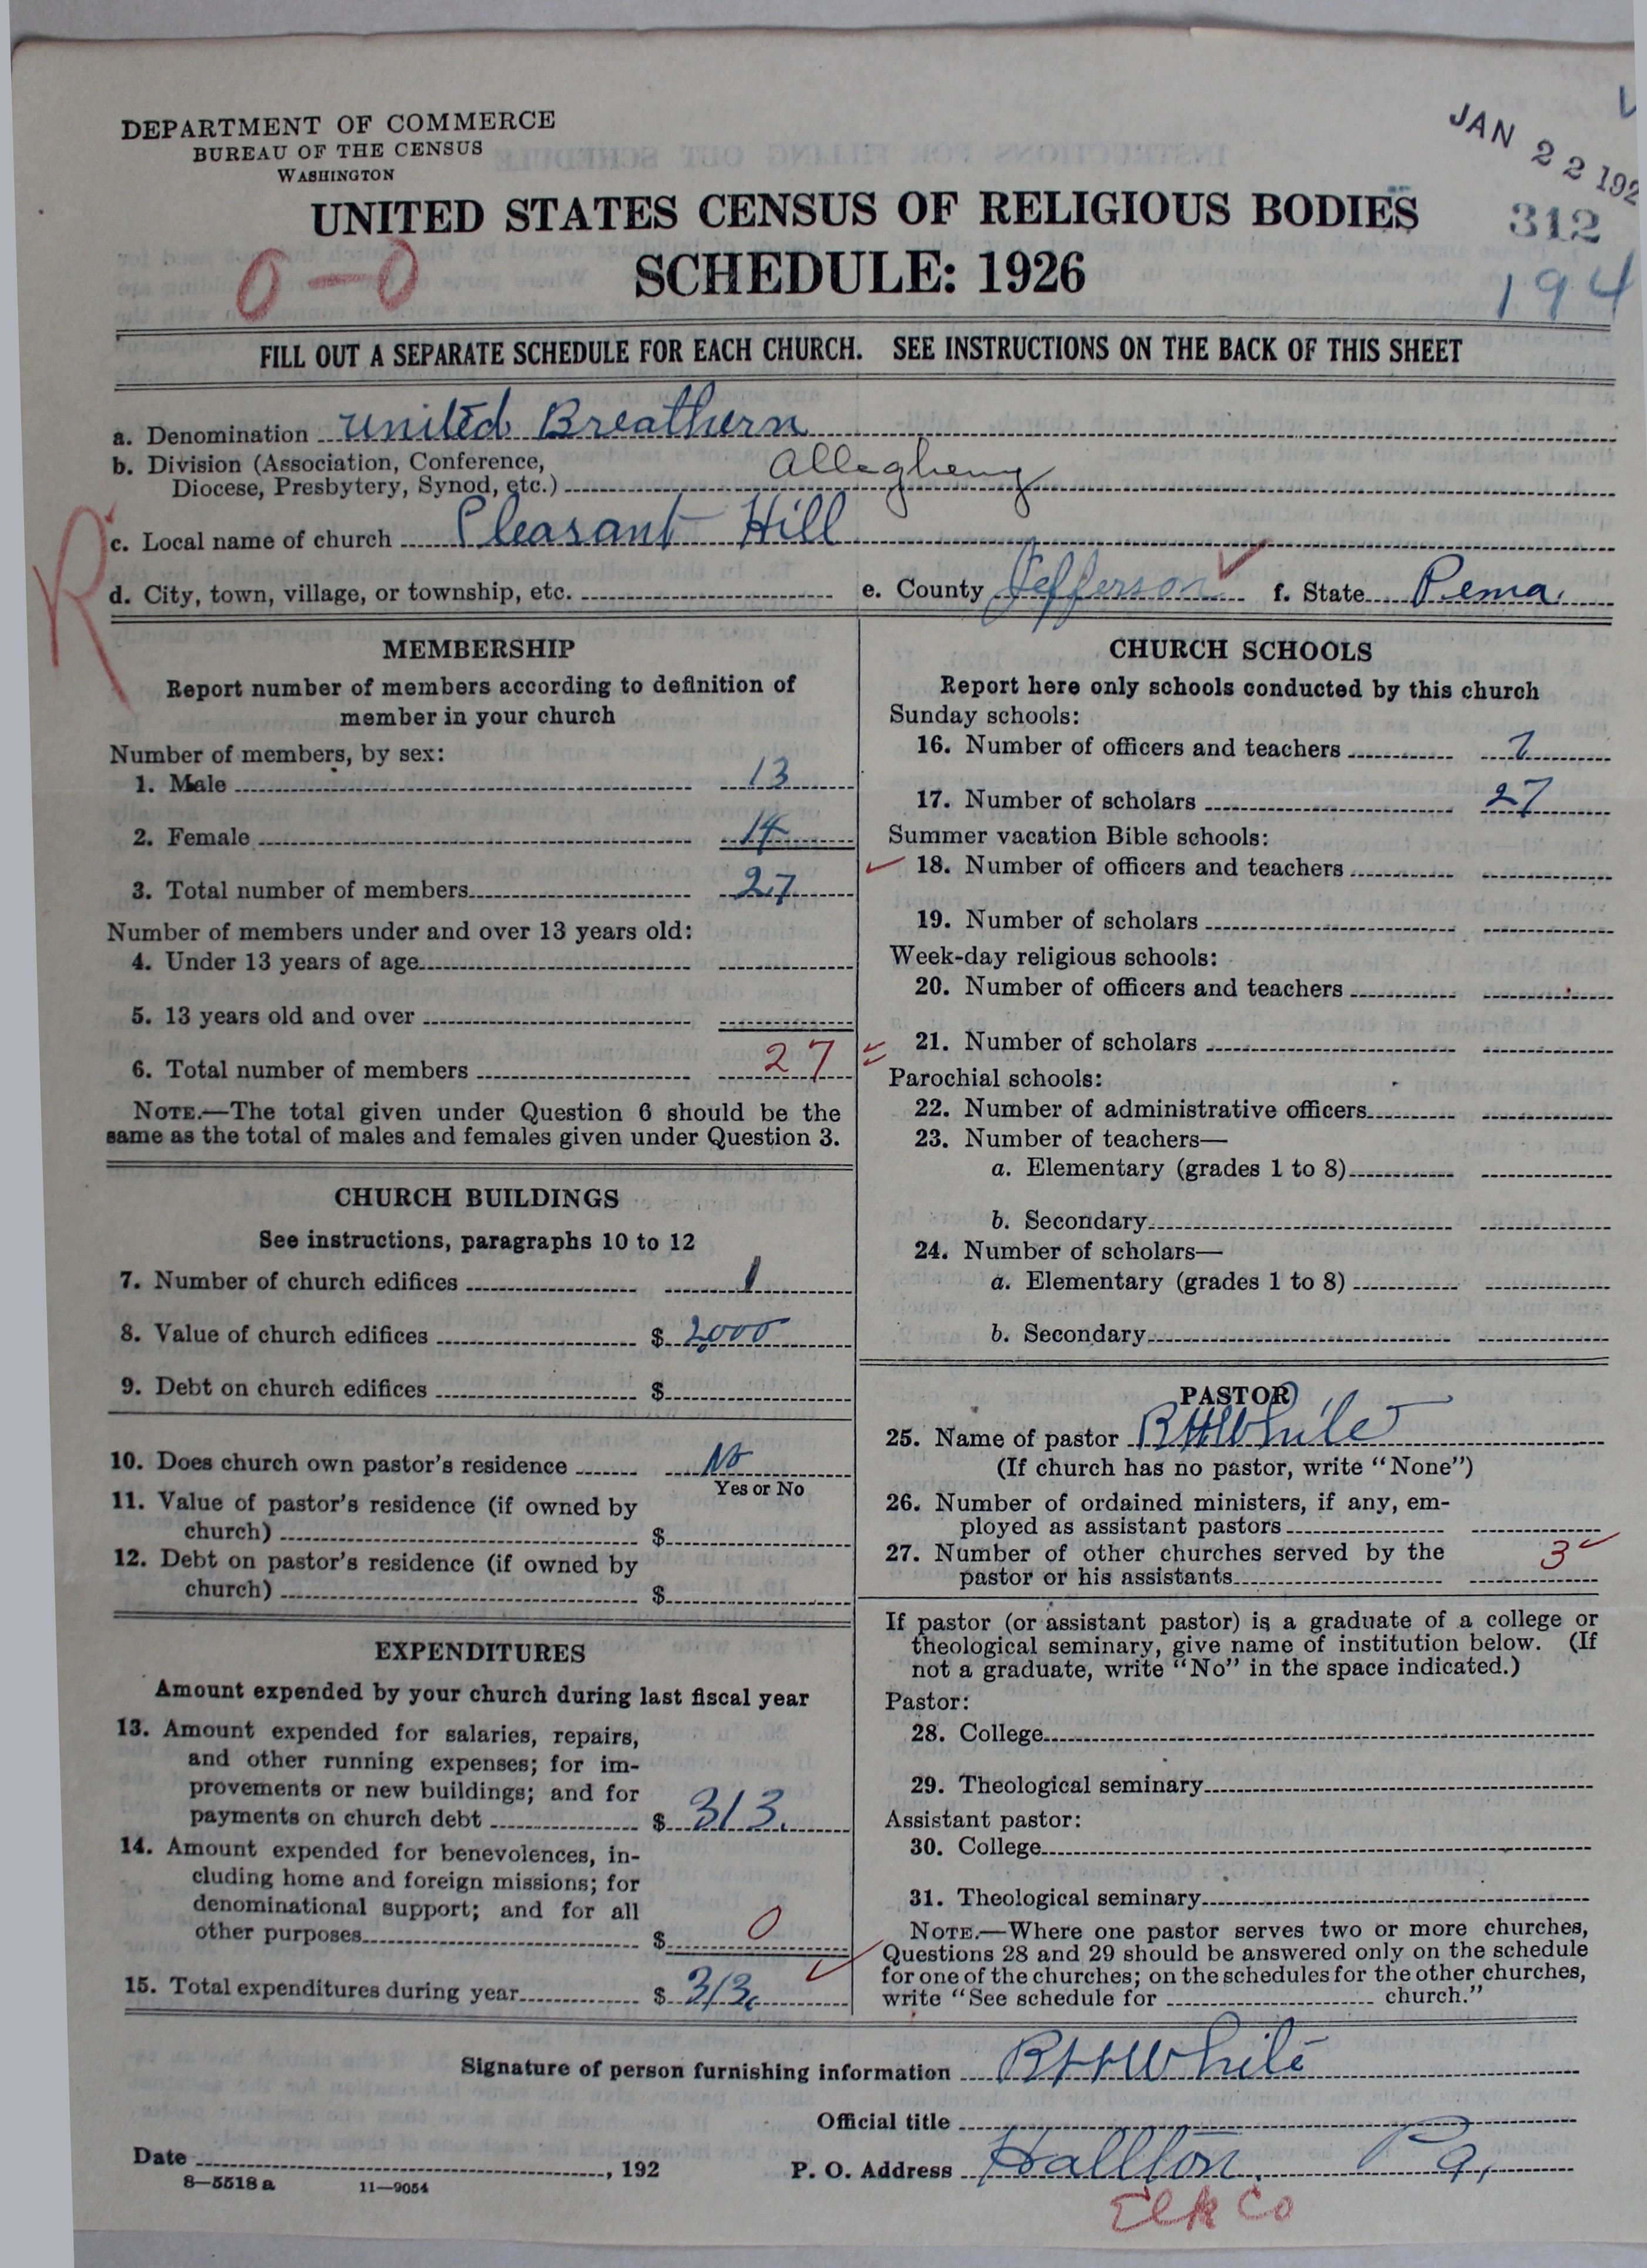 DEPARTMENT OF COMMERCE
BUREAU OF THE CENSUS
WASHINGTON
JAN 22 192
UNITED STATES CENSUS OF RELIGIOUS BODIES
312
SCHEDULE: 1926
194
0-0
FILL OUT A SEPARATE SCHEDULE FOR EACH CHURCH. SEE INSTRUCTIONS ON THE BACK OF THIS SHEET
a. Denomination United Breathern
b. Division (Association, Conference,
Diocese, Presbytery, Synod, etc.) Allegheny
R
c. Local name of church Pleasant Hill
d. City, town, village, or township, etc. e. County Jefferson f. State Penna.
MEMBERSHIP
Report number of members according to definition of
member in your church
Number of members, by sex:
1. Male 13
2. Female 14
3. Total number of members 27
Number of members under and over 13 years old:
4. Under 13 years of age
5. 13 years old and over
6. Total number of members 27
NOTE.—The total given under Question 6 should be the
same as the total of males and females given under Question 3.
CHURCH BUILDINGS
See instructions, paragraphs 10 to 12
7. Number of church edifices 1
8. Value of church edifices $ 2000
9. Debt on church edifices $
10. Does church own pastor's residence No
Yes or No
11. Value of pastor's residence (if owned by
church) $
12. Debt on pastor's residence (if owned by
church) $
EXPENDITURES
Amount expended by your church during last fiscal year
13. Amount expended for salaries, repairs,
and other running expenses; for im-
provements or new buildings; and for
payments on church debt $ 313.
14. Amount expended for benevolences, in-
cluding home and foreign missions; for
denominational support; and for all
other purposes $ 0
15. Total expenditures during year $ 313.
CHURCH SCHOOLS
Report here only schools conducted by this church
Sunday schools:
16. Number of officers and teachers 7
17. Number of scholars 27
Summer vacation Bible schools:
18. Number of officers and teachers
19. Number of scholars
Week-day religious schools:
20. Number of officers and teachers
21. Number of scholars
Parochial schools:
22. Number of administrative officers
23. Number of teachers—
a. Elementary (grades 1 to 8)
b. Secondary
24. Number of scholars—
a. Elementary (grades 1 to 8)
b. Secondary
PASTOR
25. Name of pastor R H White
(If church has no pastor, write "None")
26. Number of ordained ministers, if any, em-
ployed as assistant pastors
27. Number of other churches served by the
pastor or his assistants 3
If pastor (or assistant pastor) is a graduate of a college or
theological seminary, give name of institution below. (If
not a graduate, write "No" in the space indicated.)
Pastor:
28. College
29. Theological seminary
Assistant pastor:
30. College
31. Theological seminary
NOTE.—Where one pastor serves two or more churches,
Questions 28 and 29 should be answered only on the schedule
for one of the churches; on the schedules for the other churches,
write "See schedule for church."
Signature of person furnishing information R H White
Official title
Date , 192
P. O. Address Hallton, Pa.
8—5518 a 11—9054
Elk Co